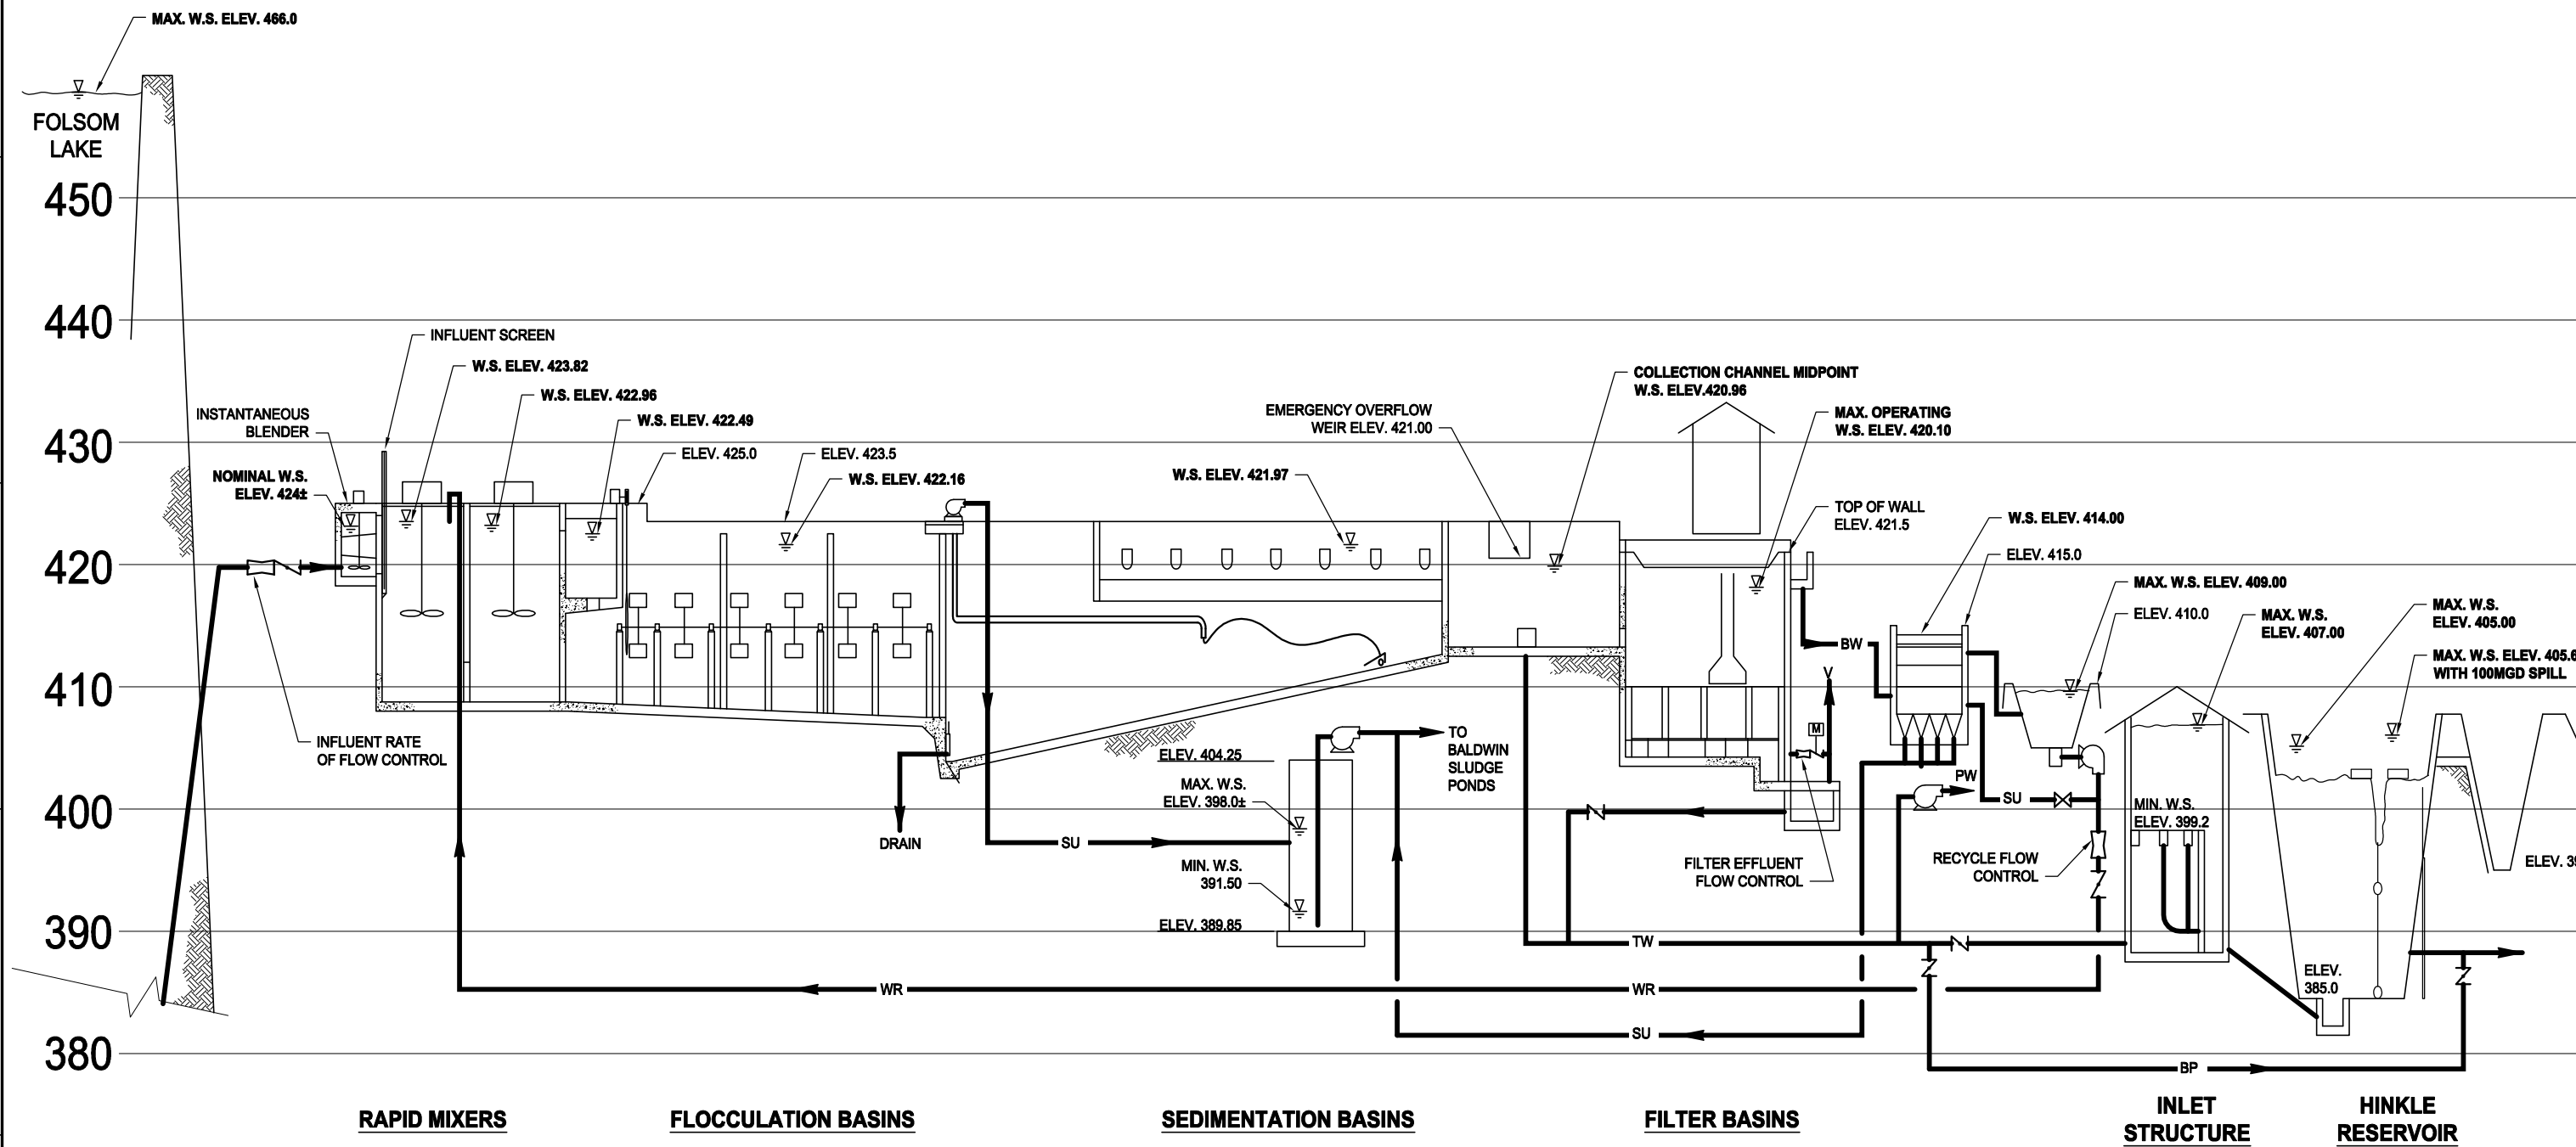 MAX. W.S. ELEV. 466.0
FOLSOM
LAKE
450
440
430
420
410
400
390
380
INFLUENT SCREEN
W.S. ELEV. 423.82
W.S. ELEV. 422.96
INSTANTANEOUS
BLENDER
W.S. ELEV. 422.49
ELEV. 425.0
ELEV. 423.5
NOMINAL W.S.
ELEV. 424±
W.S. ELEV. 422.16
INFLUENT RATE
OF FLOW CONTROL
DRAIN
SU
WR
W.S. ELEV. 421.97
EMERGENCY OVERFLOW
WEIR ELEV. 421.00
COLLECTION CHANNEL MIDPOINT
W.S. ELEV.420.96
MAX. OPERATING
W.S. ELEV. 420.10
TOP OF WALL
ELEV. 421.5
ELEV. 404.25
MAX. W.S.
ELEV. 398.0±
MIN. W.S.
391.50
ELEV. 389.85
TO
BALDWIN
SLUDGE
PONDS
FILTER EFFLUENT
FLOW CONTROL
TW
WR
SU
M
V
BW
W.S. ELEV. 414.00
ELEV. 415.0
MAX. W.S. ELEV. 409.00
ELEV. 410.0
PW
SU
RECYCLE FLOW
CONTROL
MAX. W.S.
ELEV. 407.00
MIN. W.S.
ELEV. 399.2
MAX. W.S.
ELEV. 405.00
MAX. W.S. ELEV. 405.6
WITH 100MGD SPILL
ELEV. 39
ELEV.
385.0
BP
RAPID MIXERS
FLOCCULATION BASINS
SEDIMENTATION BASINS
FILTER BASINS
INLET
STRUCTURE
HINKLE
RESERVOIR